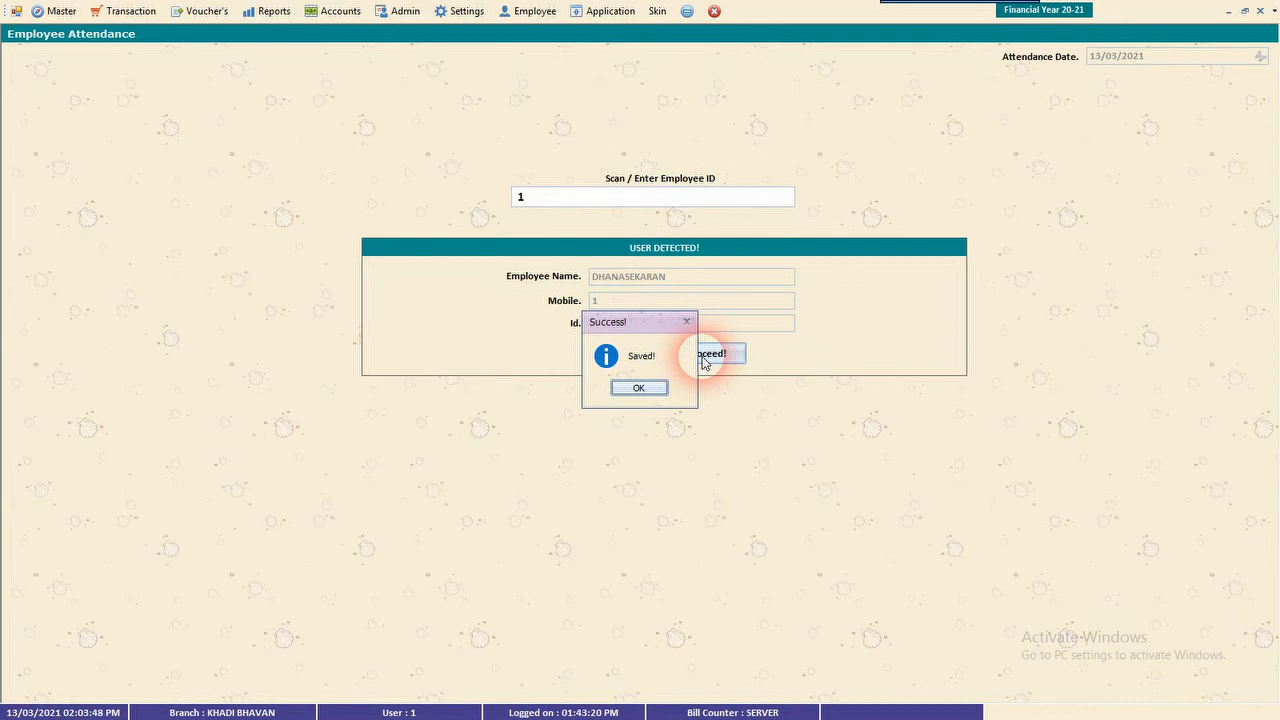 Master Transaction Voucher's Reports Accounts Admin Settings Employee Application Skin Financial Year 20-21
Employee Attendance
Attendance Date. 13/03/2021
Scan / Enter Employee ID
1
USER DETECTED!
Employee Name. DHANASEKARAN
Mobile. 1
Id.
Success!
Saved!
oceed!
OK
Activate Windows
Go to PC settings to activate Windows.
13/03/2021 02:03:48 PM Branch : KHADI BHAVAN User : 1 Logged on : 01:43:20 PM Bill Counter : SERVER